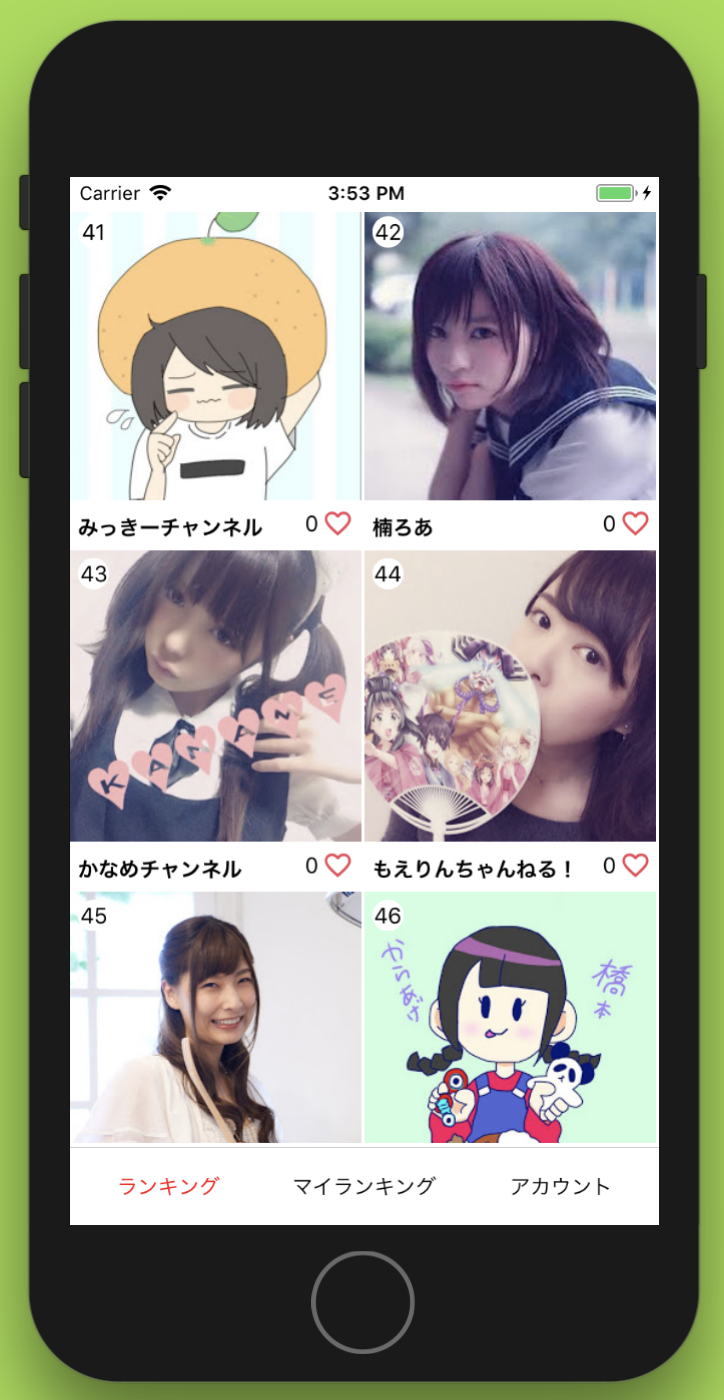 Carrier 3:53 PM
41
42
みっきーチャンネル 0
楠ろあ 0
43
44
KANAME
かなめチャンネル 0
もえりんちゃんねる！ 0
45
46
からあげ
橋本
ランキング マイランキング アカウント